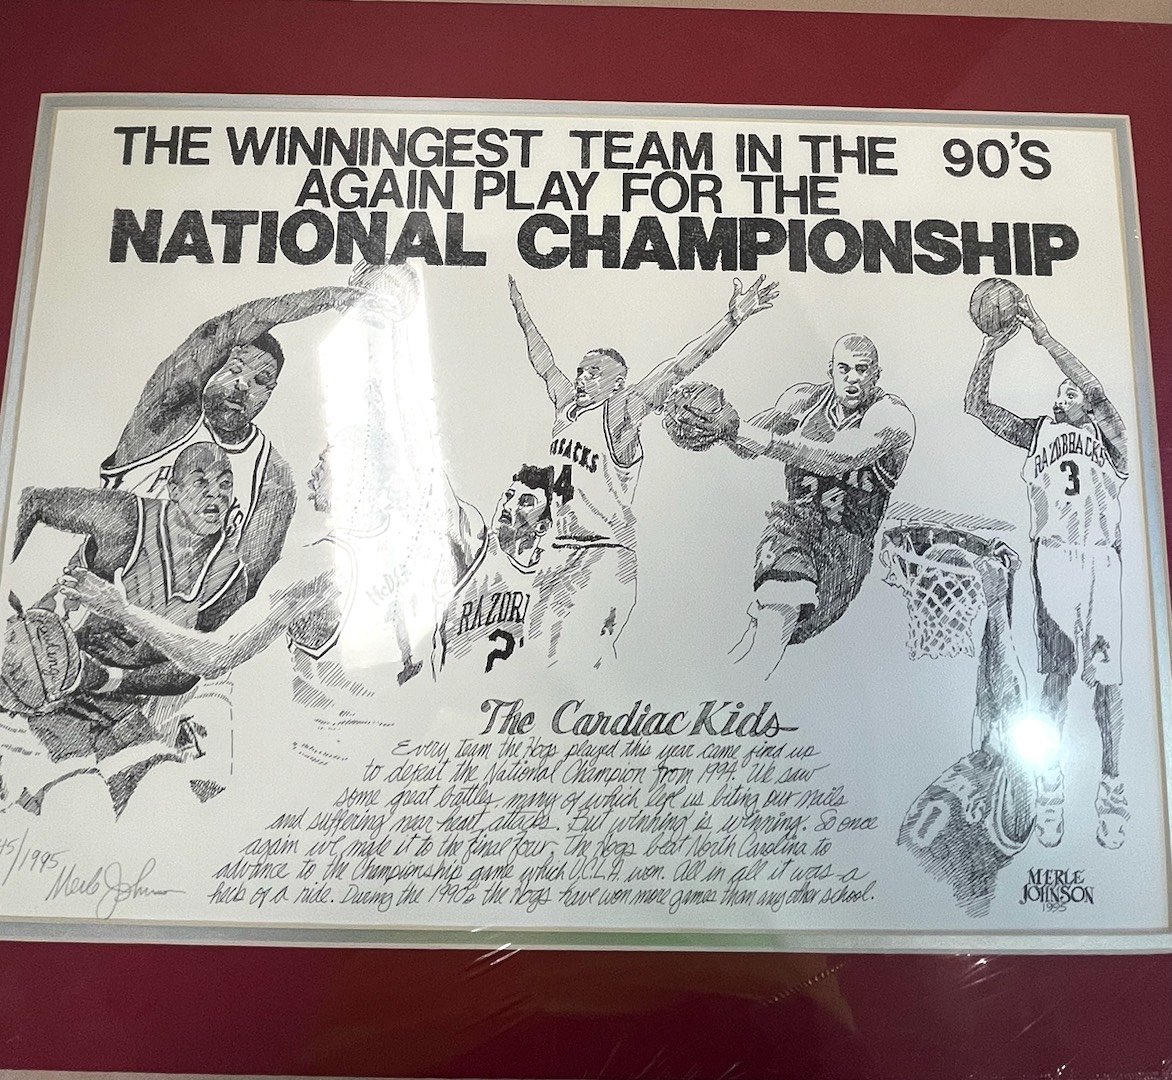 THE WINNINGEST TEAM IN THE 90'S
AGAIN PLAY FOR THE
NATIONAL CHAMPIONSHIP
RAZORBACKS
3
4
RAZOR
2
The Cardiac Kids
Every team the Hogs played this year came fired up
to defeat the National Champion from 1994. We saw
some great battles, many of which left us biting our nails
and suffering near heart attacks. But winning is winning. So once
again we made it to the final four, the Hogs beat North Carolina to
advance to the Championship game which U.C.L.A. won. All in all it was a
heck of a ride. During the 1990's the Hogs have won more games than any other school.
45/1995
Merle Johnson
MERLE
JOHNSON
1995